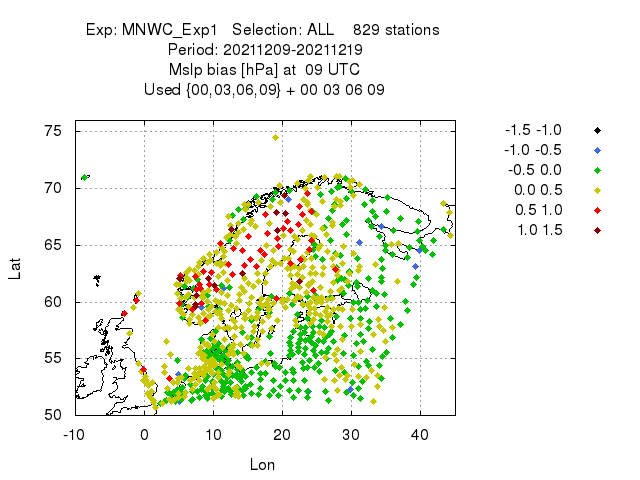 Exp: MNWC_Exp1 Selection: ALL 829 stations
Period: 20211209-20211219
Mslp bias [hPa] at 09 UTC
Used {00,03,06,09} + 00 03 06 09
-1.5 -1.0
-1.0 -0.5
-0.5 0.0
0.0 0.5
0.5 1.0
1.0 1.5
75
70
65
60
55
50
Lat
-10 0 10 20 30 40
Lon